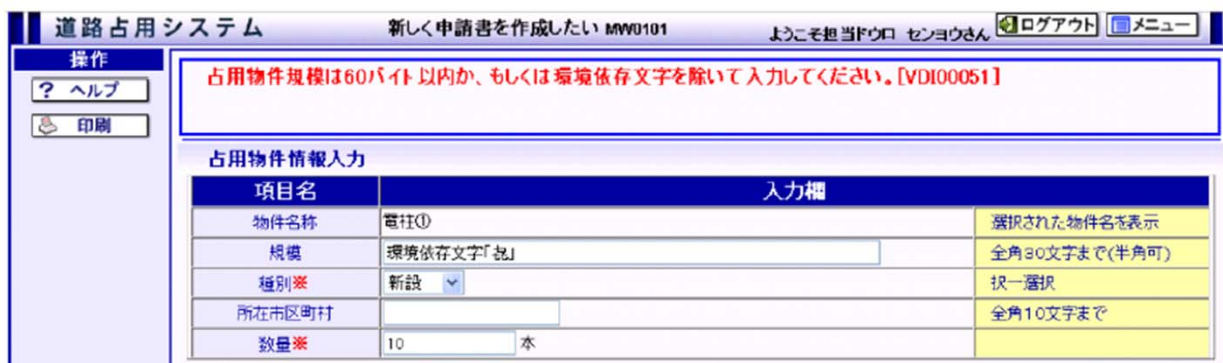 道路占用システム 新しく申請書を作成したい MW0101 ようこそ担当ドウロ センヨウさん ログアウト メニュー
操作
? ヘルプ
印刷
占用物件規模は60バイト以内か、もしくは環境依存文字を除いて入力してください。[VDI00051]
占用物件情報入力
項目名 入力欄
物件名称 電柱① 選択された物件名を表示
規模 環境依存文字「㔟」 全角30文字まで(半角可)
種別※ 新設 択一選択
所在市区町村 全角10文字まで
数量※ 10 本